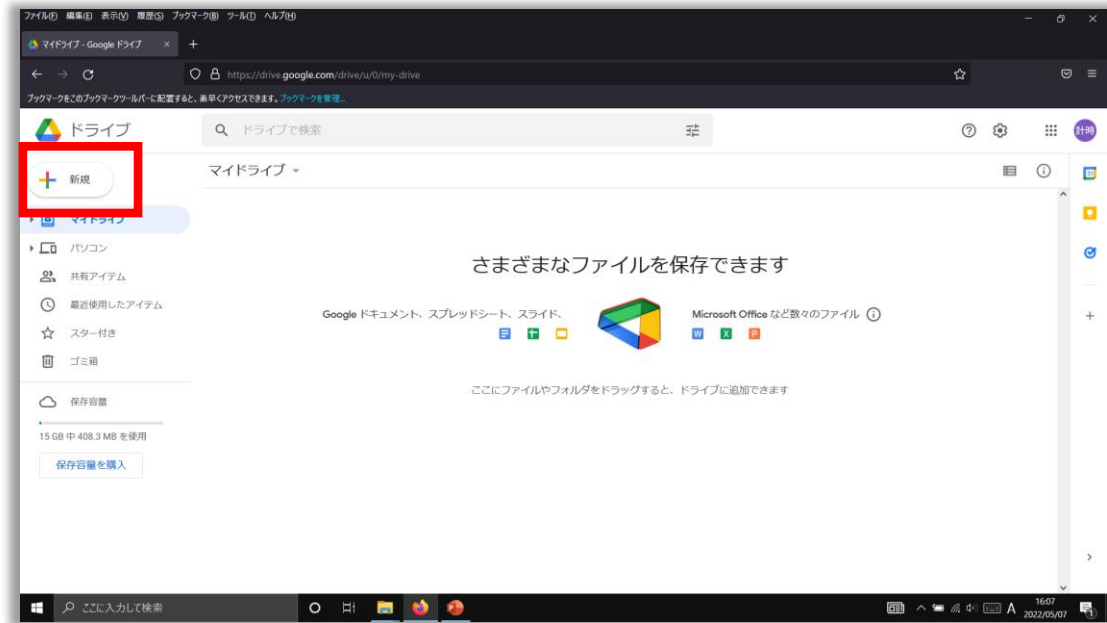 ファイル(F) 編集(E) 表示(V) 履歴(S) ブックマーク(B) ツール(T) ヘルプ(H)
マイドライブ - Google ドライブ
https://drive.google.com/drive/u/0/my-drive
ブックマークをこのブックマークツールバーに配置すると、素早くアクセスできます。ブックマークを管理...
ドライブ
ドライブで検索
計時
新規
マイドライブ
31
マイドライブ
パソコン
共有アイテム
最近使用したアイテム
スター付き
ゴミ箱
保存容量
15 GB 中 408.3 MB を使用
保存容量を購入
さまざまなファイルを保存できます
Google ドキュメント、スプレッドシート、スライド、
Microsoft Office など数々のファイル
W X P
ここにファイルやフォルダをドラッグすると、ドライブに追加できます
ここに入力して検索
A
16:07
2022/05/07
1